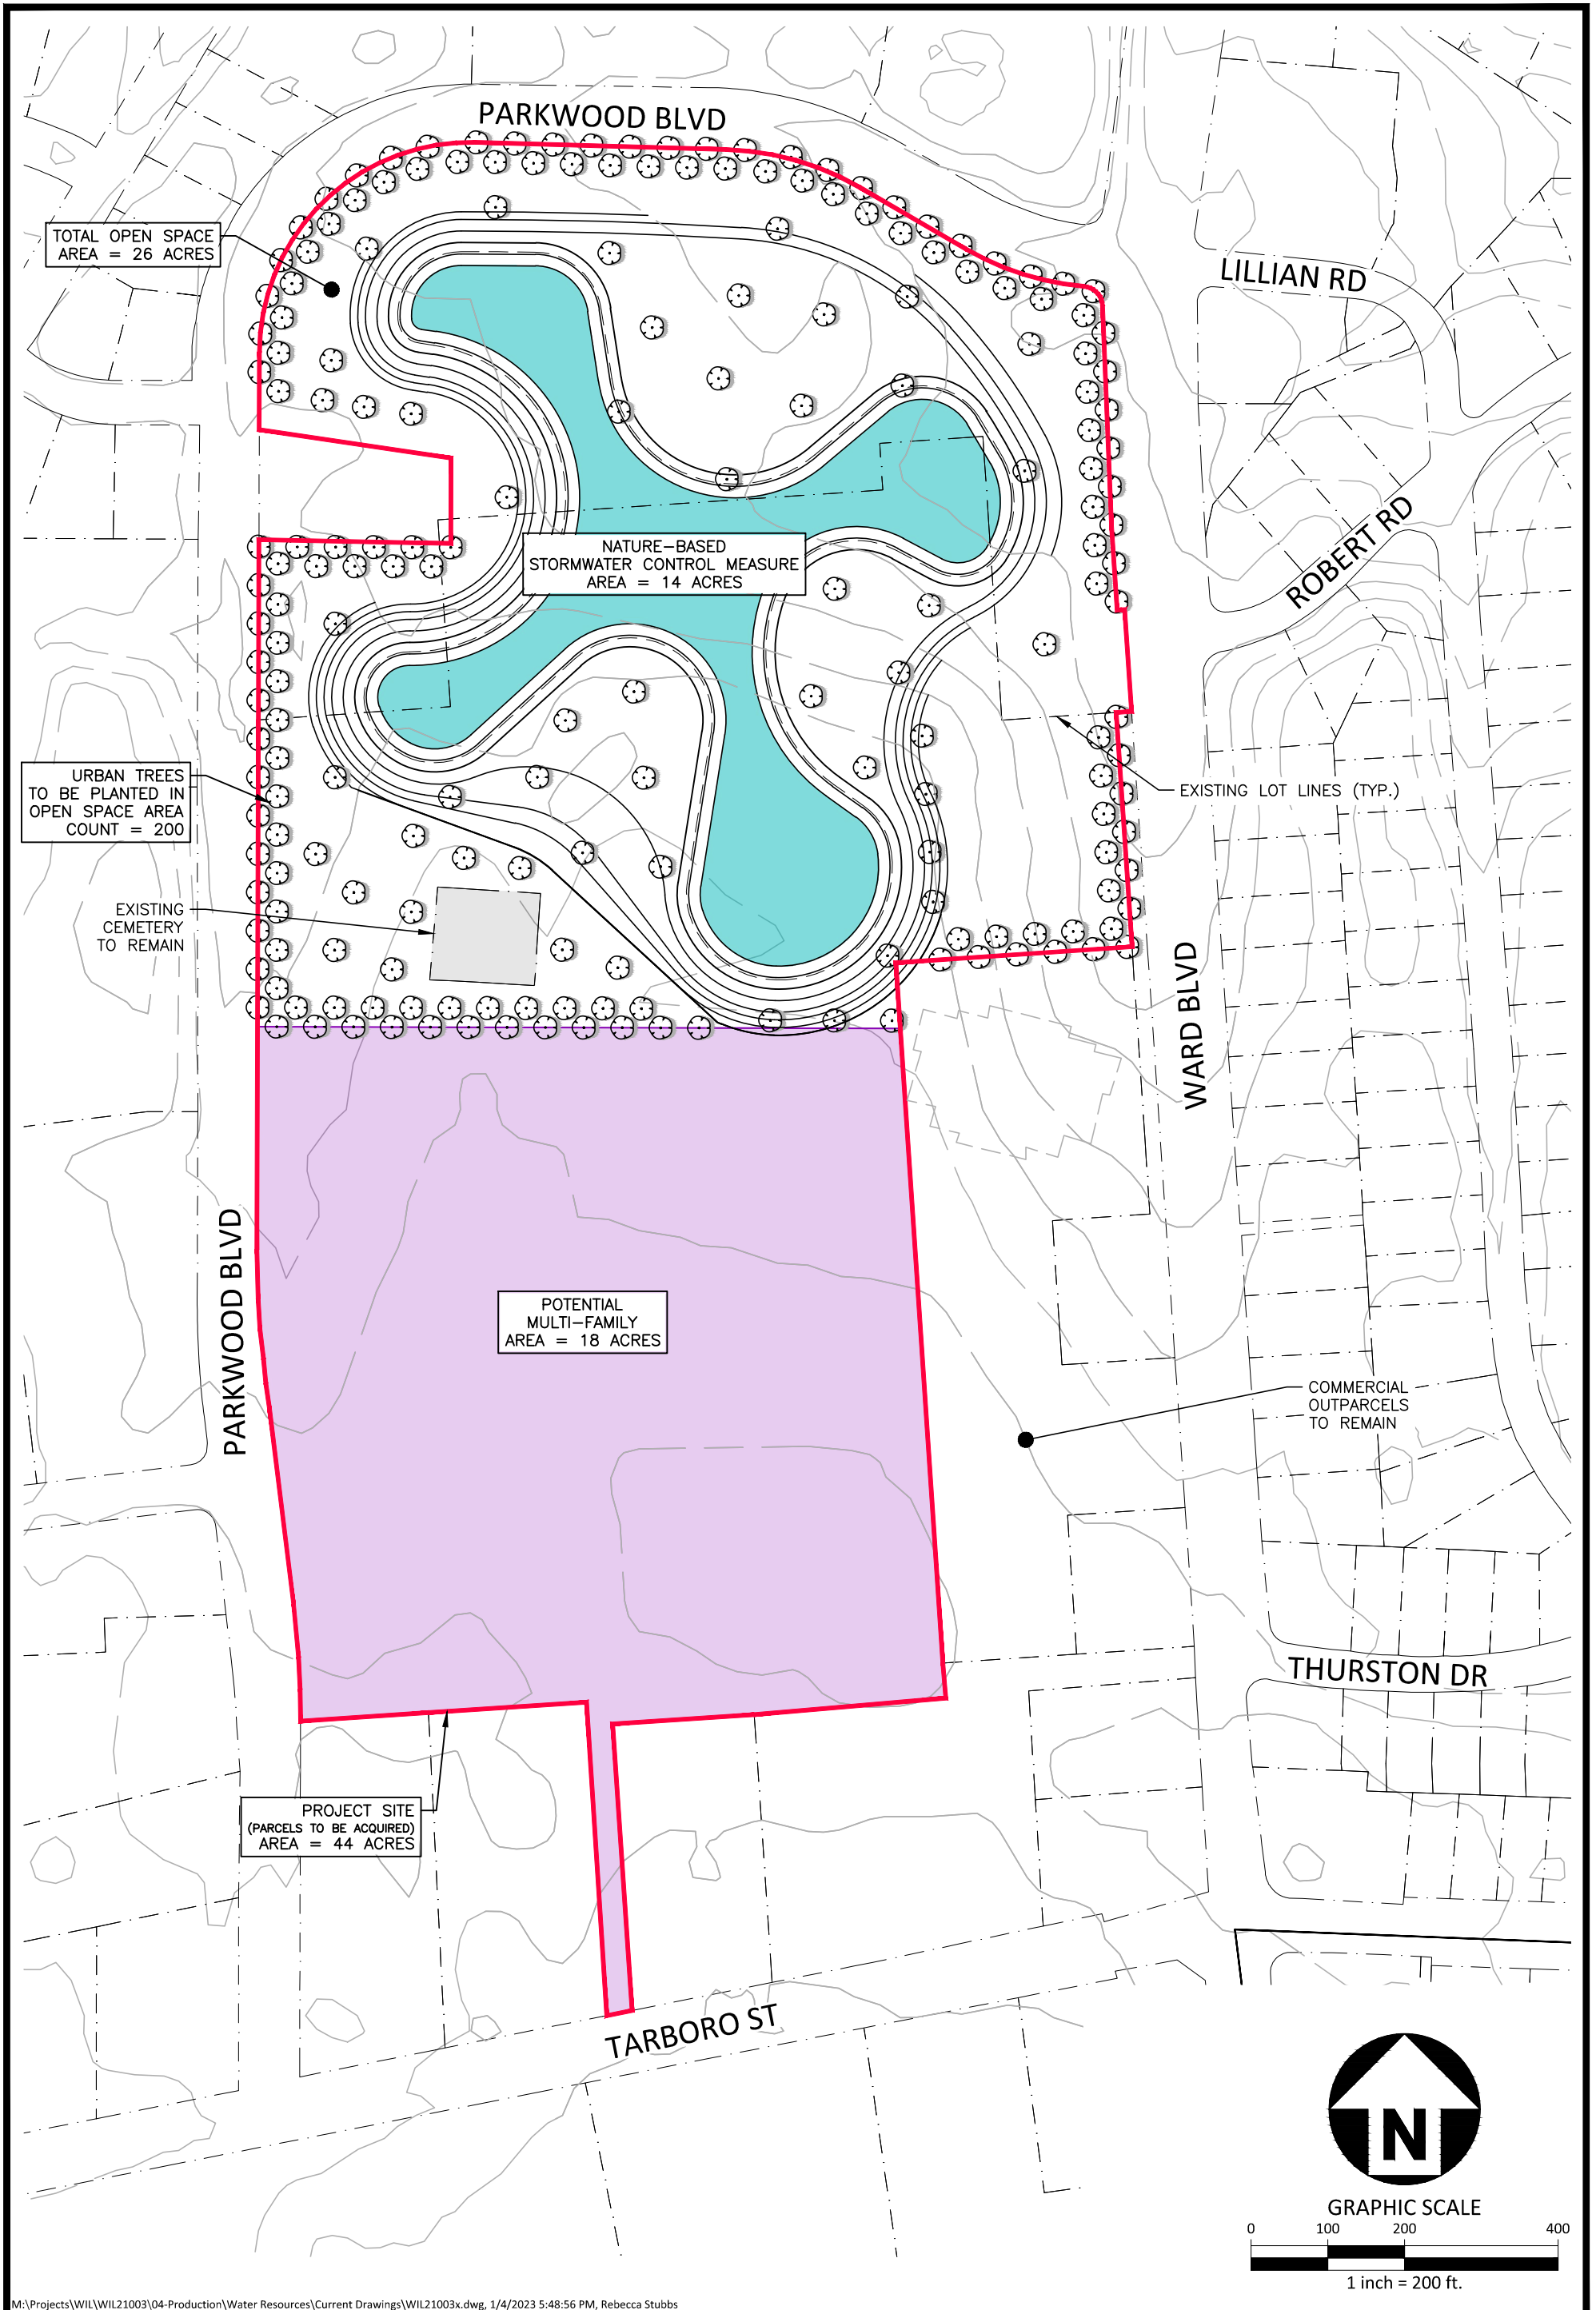 PARKWOOD BLVD
TOTAL OPEN SPACE
AREA = 26 ACRES
LILLIAN RD
ROBERT RD
NATURE-BASED
STORMWATER CONTROL MEASURE
AREA = 14 ACRES
URBAN TREES
TO BE PLANTED IN
OPEN SPACE AREA
COUNT = 200
EXISTING LOT LINES (TYP.)
EXISTING
CEMETERY
TO REMAIN
WARD BLVD
PARKWOOD BLVD
POTENTIAL
MULTI-FAMILY
AREA = 18 ACRES
COMMERCIAL
OUTPARCELS
TO REMAIN
THURSTON DR
PROJECT SITE
(PARCELS TO BE ACQUIRED)
AREA = 44 ACRES
TARBORO ST
N
GRAPHIC SCALE
0 100 200 400
1 inch = 200 ft.
M:\Projects\WIL\WIL21003\04-Production\Water Resources\Current Drawings\WIL21003x.dwg, 1/4/2023 5:48:56 PM, Rebecca Stubbs